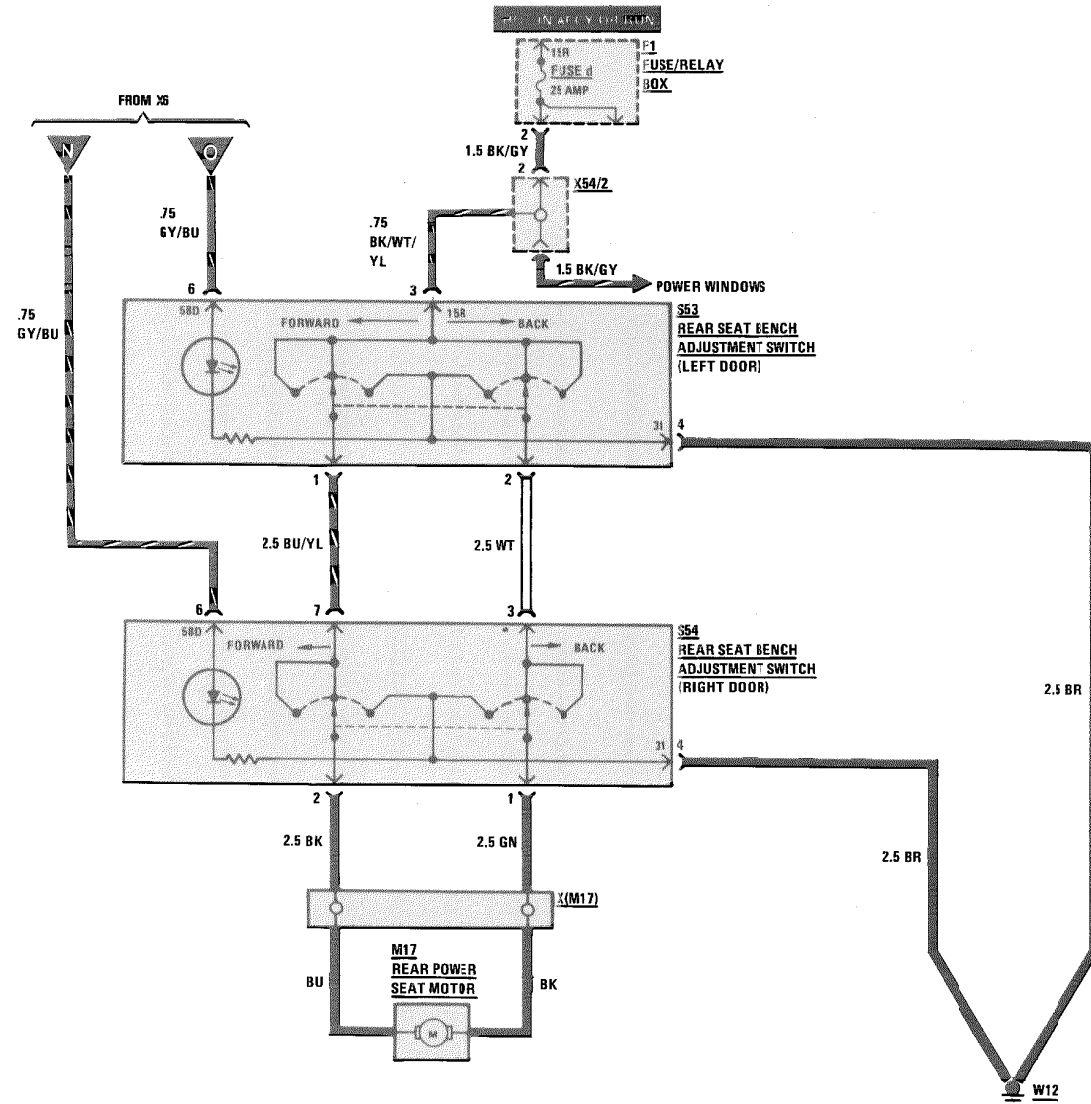 IN ACCY OR RUN
F1
FUSE/RELAY
BOX
FUSE d
25 AMP
2
1.5 BK/GY
2
X54/2
FROM X6
N
O
.75
GY/BU
.75
BK/WT/
YL
1.5 BK/GY
POWER WINDOWS
.75
GY/BU
6
3
58D
FORWARD
15R
BACK
S53
REAR SEAT BENCH
ADJUSTMENT SWITCH
(LEFT DOOR)
31
4
1
2
2.5 BU/YL
2.5 WT
6
7
3
58D
FORWARD
BACK
S54
REAR SEAT BENCH
ADJUSTMENT SWITCH
(RIGHT DOOR)
2.5 BR
31
4
2
1
2.5 BK
2.5 GN
2.5 BR
X(M17)
M17
REAR POWER
SEAT MOTOR
BU
BK
M
W12